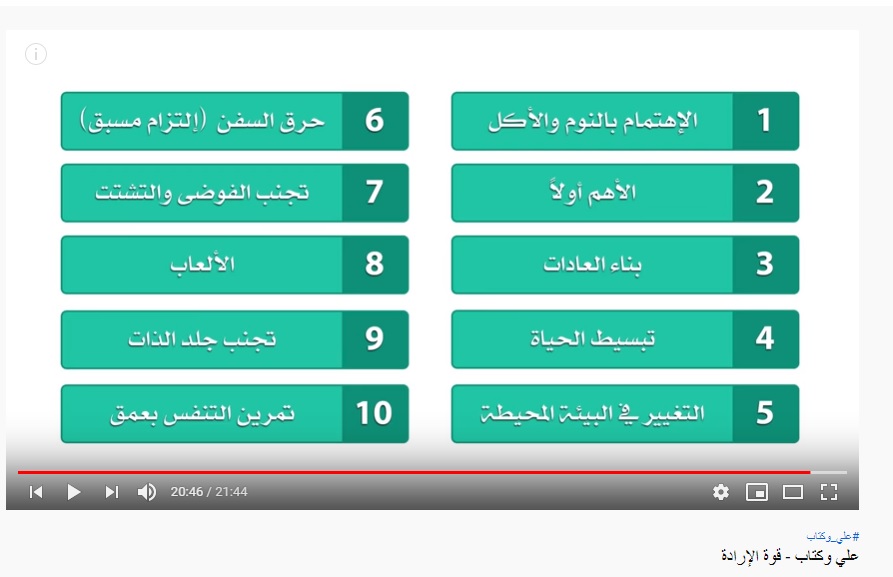 1 الإهتمام بالنوم والأكل
2 الأهم أولاً
3 بناء العادات
4 تبسيط الحياة
5 التغيير في البيئة المحيطة
6 حرق السفن (إلتزام مسبق)
7 تجنب الفوضى والتشتت
8 الألعاب
9 تجنب جلد الذات
10 تمرين التنفس بعمق
20:46 / 21:44
#علي_وكتاب
علي وكتاب - قوة الإرادة